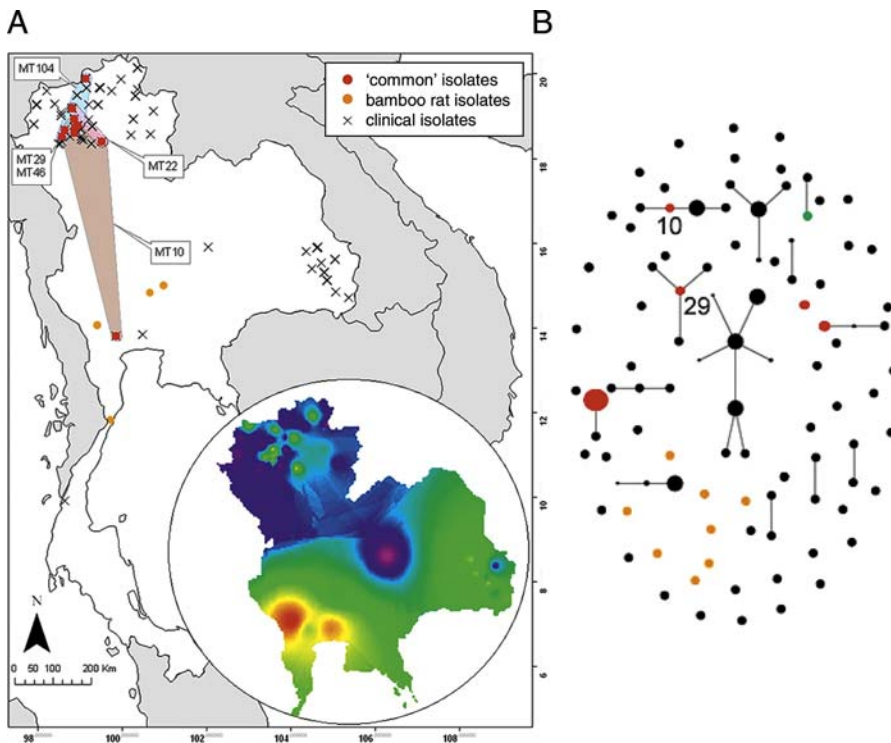 A
B
MT104
'common' isolates
bamboo rat isolates
clinical isolates
MT29
MT46
MT22
MT10
N
0 50 100 200 Km
98 100 102 104 106 108
20
18
16
14
12
10
8
6
10
29